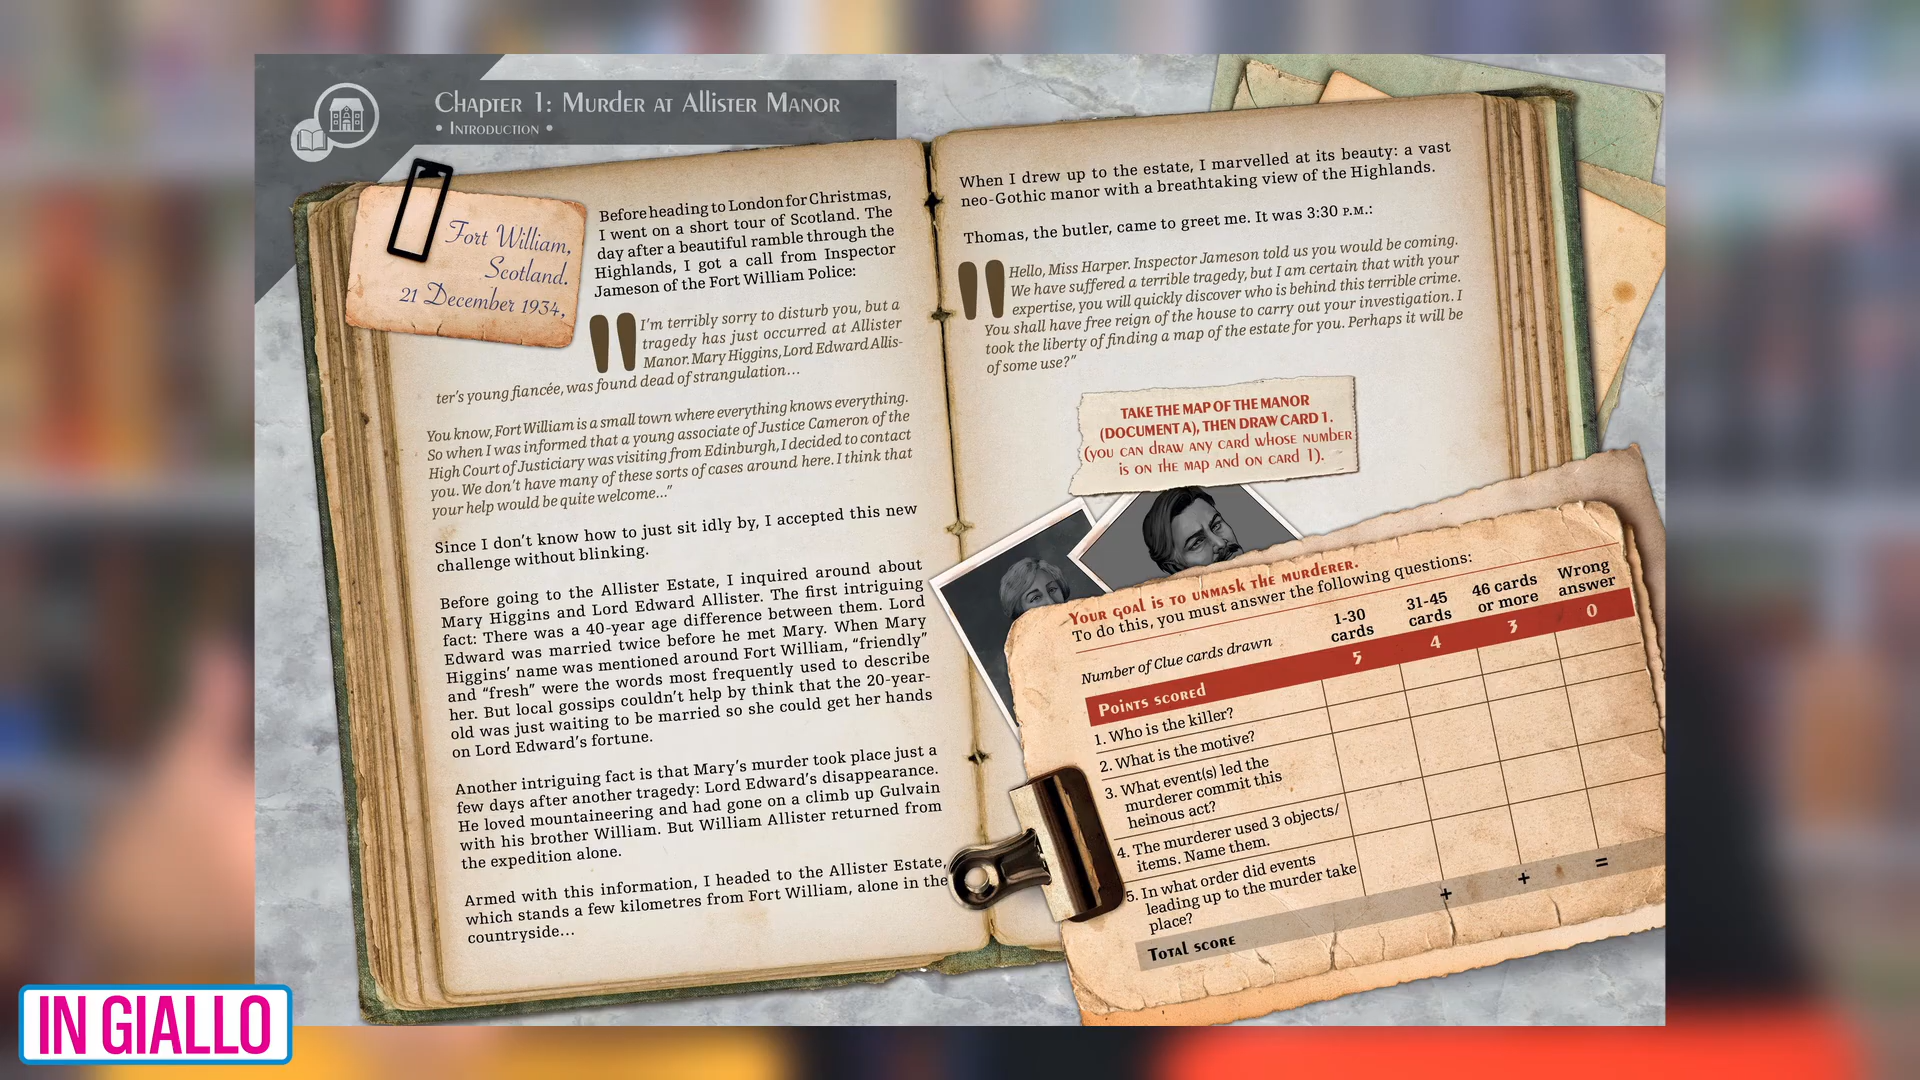 Chapter 1: Murder at Allister Manor
• Introduction •
Fort William,
Scotland.
21 December 1934,
Before heading to London for Christmas,
I went on a short tour of Scotland. The
day after a beautiful ramble through the
Highlands, I got a call from Inspector
Jameson of the Fort William Police:
" I'm terribly sorry to disturb you, but a
tragedy has just occurred at Allister
Manor. Mary Higgins, Lord Edward Allis-
ter's young fiancée, was found dead of strangulation...
You know, Fort William is a small town where everything knows everything.
So when I was informed that a young associate of Justice Cameron of the
High Court of Justiciary was visiting from Edinburgh, I decided to contact
you. We don't have many of these sorts of cases around here. I think that
your help would be quite welcome..."
Since I don't know how to just sit idly by, I accepted this new
challenge without blinking.
Before going to the Allister Estate, I inquired around about
Mary Higgins and Lord Edward Allister. The first intriguing
fact: There was a 40-year age difference between them. Lord
Edward was married twice before he met Mary. When Mary
Higgins' name was mentioned around Fort William, "friendly"
and "fresh" were the words most frequently used to describe
her. But local gossips couldn't help by think that the 20-year-
old was just waiting to be married so she could get her hands
on Lord Edward's fortune.
Another intriguing fact is that Mary's murder took place just a
few days after another tragedy: Lord Edward's disappearance.
He loved mountaineering and had gone on a climb up Gulvain
with his brother William. But William Allister returned from
the expedition alone.
Armed with this information, I headed to the Allister Estate,
which stands a few kilometres from Fort William, alone in the
countryside...
When I drew up to the estate, I marvelled at its beauty: a vast
neo-Gothic manor with a breathtaking view of the Highlands.
Thomas, the butler, came to greet me. It was 3:30 P.M.:
" Hello, Miss Harper. Inspector Jameson told us you would be coming.
We have suffered a terrible tragedy, but I am certain that with your
expertise, you will quickly discover who is behind this terrible crime.
You shall have free reign of the house to carry out your investigation. I
took the liberty of finding a map of the estate for you. Perhaps it will be
of some use?"
TAKE THE MAP OF THE MANOR
(DOCUMENT A), THEN DRAW CARD 1.
(you can draw any card whose number
is on the map and on card 1).
Your goal is to unmask the murderer.
To do this, you must answer the following questions:
Number of Clue cards drawn
1-30 cards
31-45 cards
46 cards or more
Wrong answer
Points scored 5 4 3 0
1. Who is the killer?
2. What is the motive?
3. What event(s) led the
murderer commit this
heinous act?
4. The murderer used 3 objects/
items. Name them.
5. In what order did events
leading up to the murder take
place?
Total score + + =
IN GIALLO